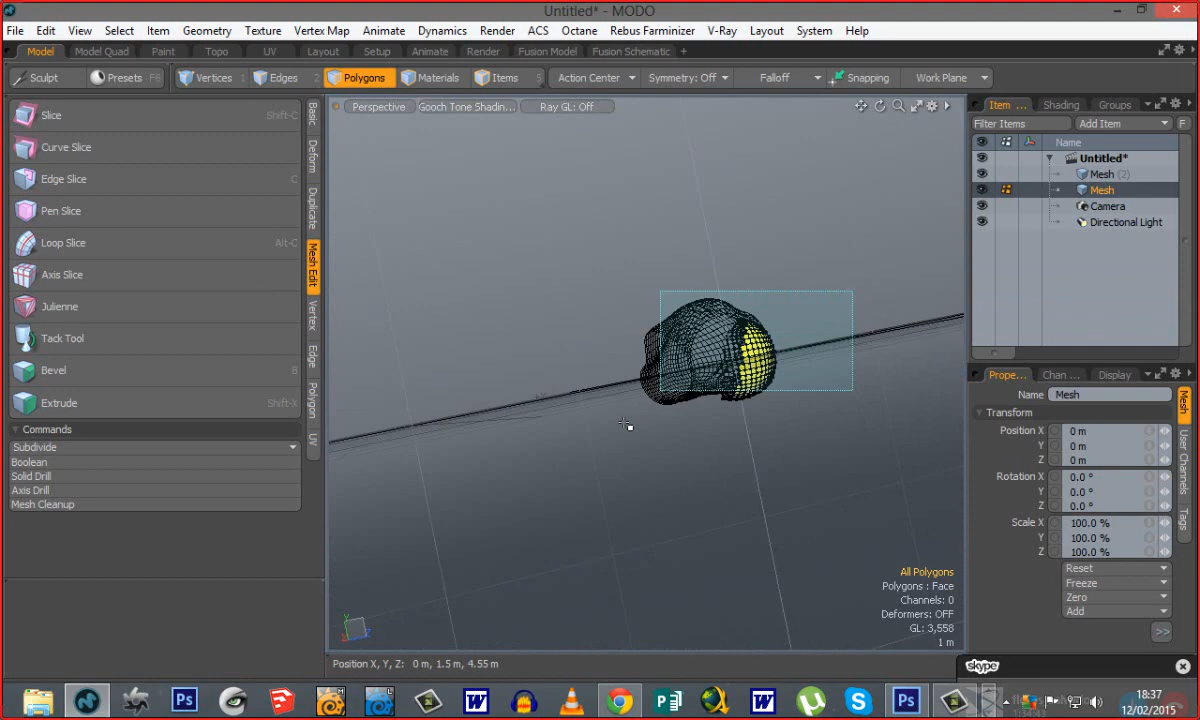 Untitled* - MODO
File Edit View Select Item Geometry Texture Vertex Map Animate Dynamics Render ACS Octane Rebus Farminizer V-Ray Layout System Help
Model Model Quad Paint Topo UV Layout Setup Animate Render Fusion Model Fusion Schematic +
Sculpt Presets F6 Vertices 1 Edges 2 Polygons Materials Items 5 Action Center Symmetry: Off Falloff Snapping Work Plane
Slice Shift-C
Curve Slice
Edge Slice C
Pen Slice
Loop Slice Alt-C
Axis Slice
Julienne
Tack Tool
Bevel B
Extrude Shift-X
Commands
Subdivide
Boolean
Solid Drill
Axis Drill
Mesh Cleanup
Basic
Deform
Duplicate
Mesh Edit
Vertex
Edge
Polygon
UV
Perspective Gooch Tone Shadin... Ray GL: Off
All Polygons
Polygons : Face
Channels: 0
Deformers: OFF
GL: 3,558
1 m
Position X, Y, Z: 0 m, 1.5 m, 4.55 m
Item ... Shading Groups
Filter Items Add Item F
Name
Untitled*
Mesh (2)
Mesh
Camera
Directional Light
Prope... Chan ... Display
Name Mesh
Transform
Position X 0 m
Y 0 m
Z 0 m
Rotation X 0.0 °
Y 0.0 °
Z 0.0 °
Scale X 100.0 %
Y 100.0 %
Z 100.0 %
Reset
Freeze
Zero
Add
>>
Mesh
User Channels
Tags
skype
18:37
12/02/2015